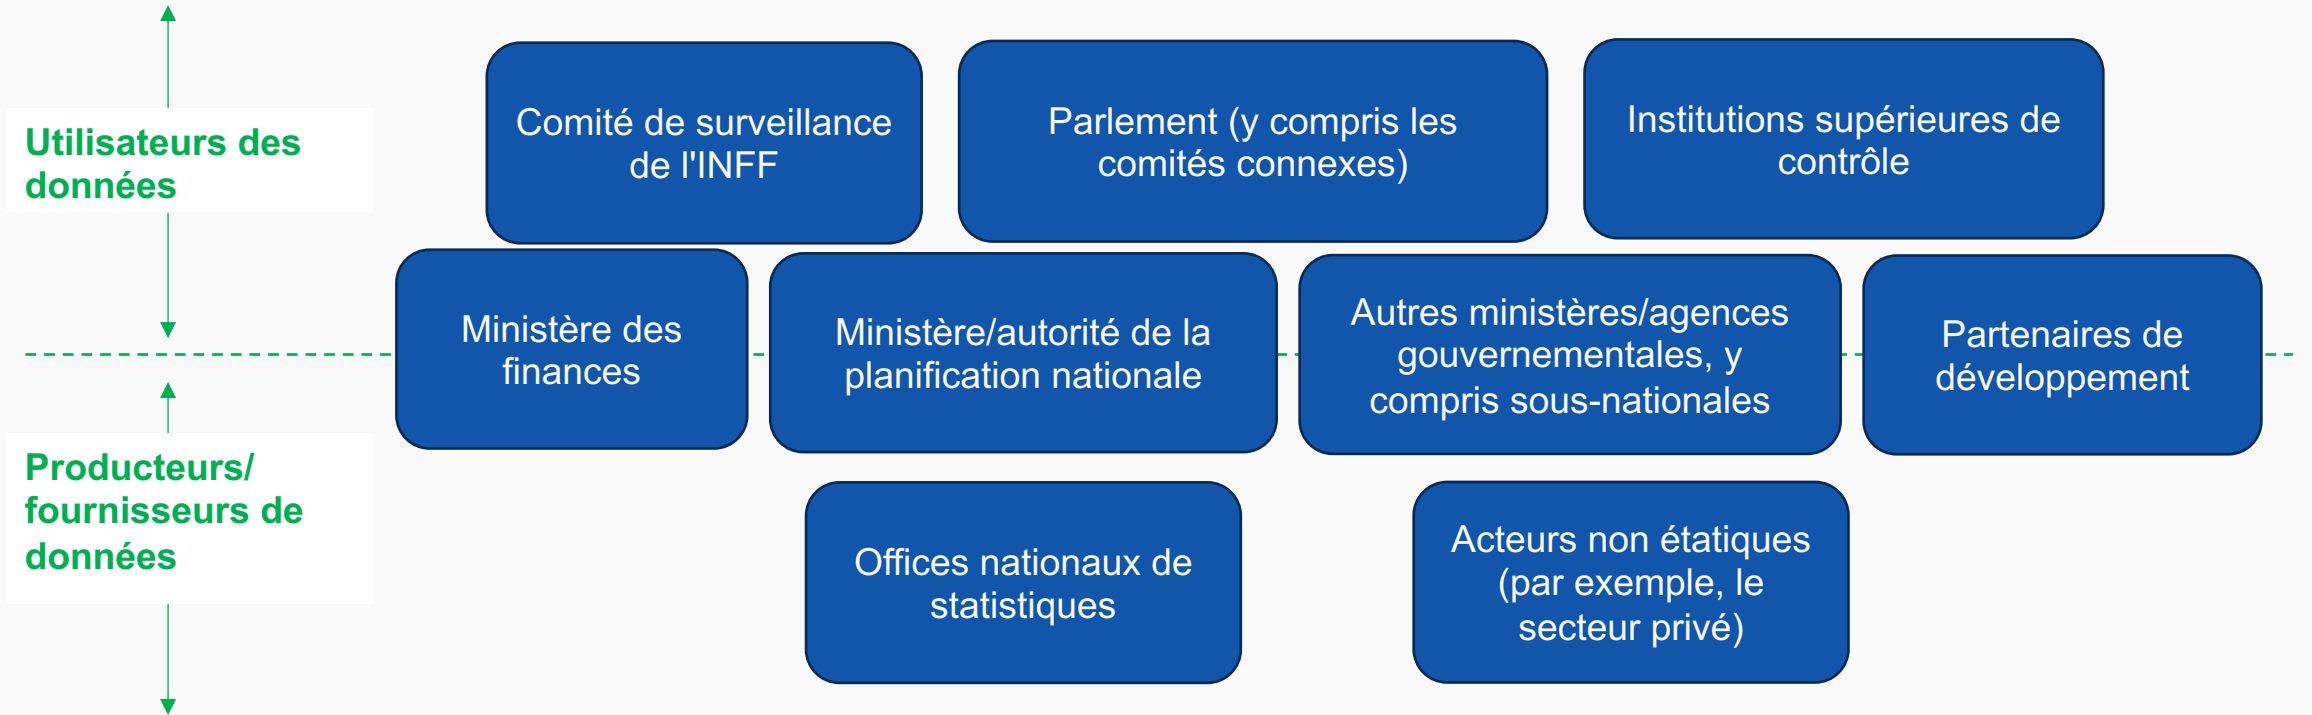 Utilisateurs des
données
Comité de surveillance
de l'INFF
Parlement (y compris les
comités connexes)
Institutions supérieures de
contrôle
Ministère des
finances
Ministère/autorité de la
planification nationale
Autres ministères/agences
gouvernementales, y
compris sous-nationales
Partenaires de
développement
Producteurs/
fournisseurs de
données
Offices nationaux de
statistiques
Acteurs non étatiques
(par exemple, le
secteur privé)